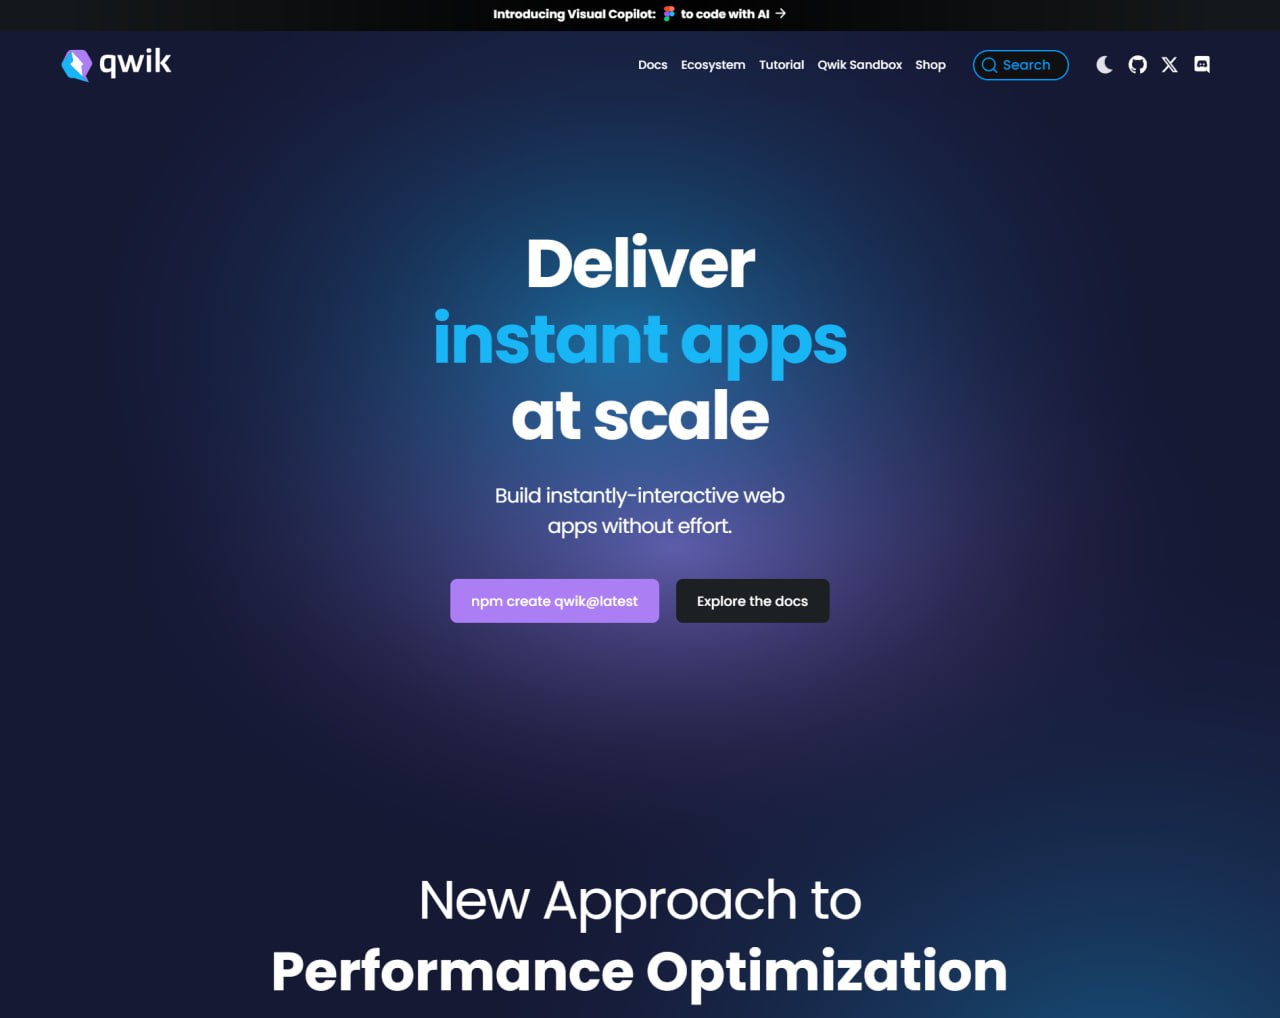 Introducing Visual Copilot: to code with AI →
qwik
Docs Ecosystem Tutorial Qwik Sandbox Shop Search
Deliver
instant apps
at scale
Build instantly-interactive web
apps without effort.
npm create qwik@latest Explore the docs
New Approach to
Performance Optimization